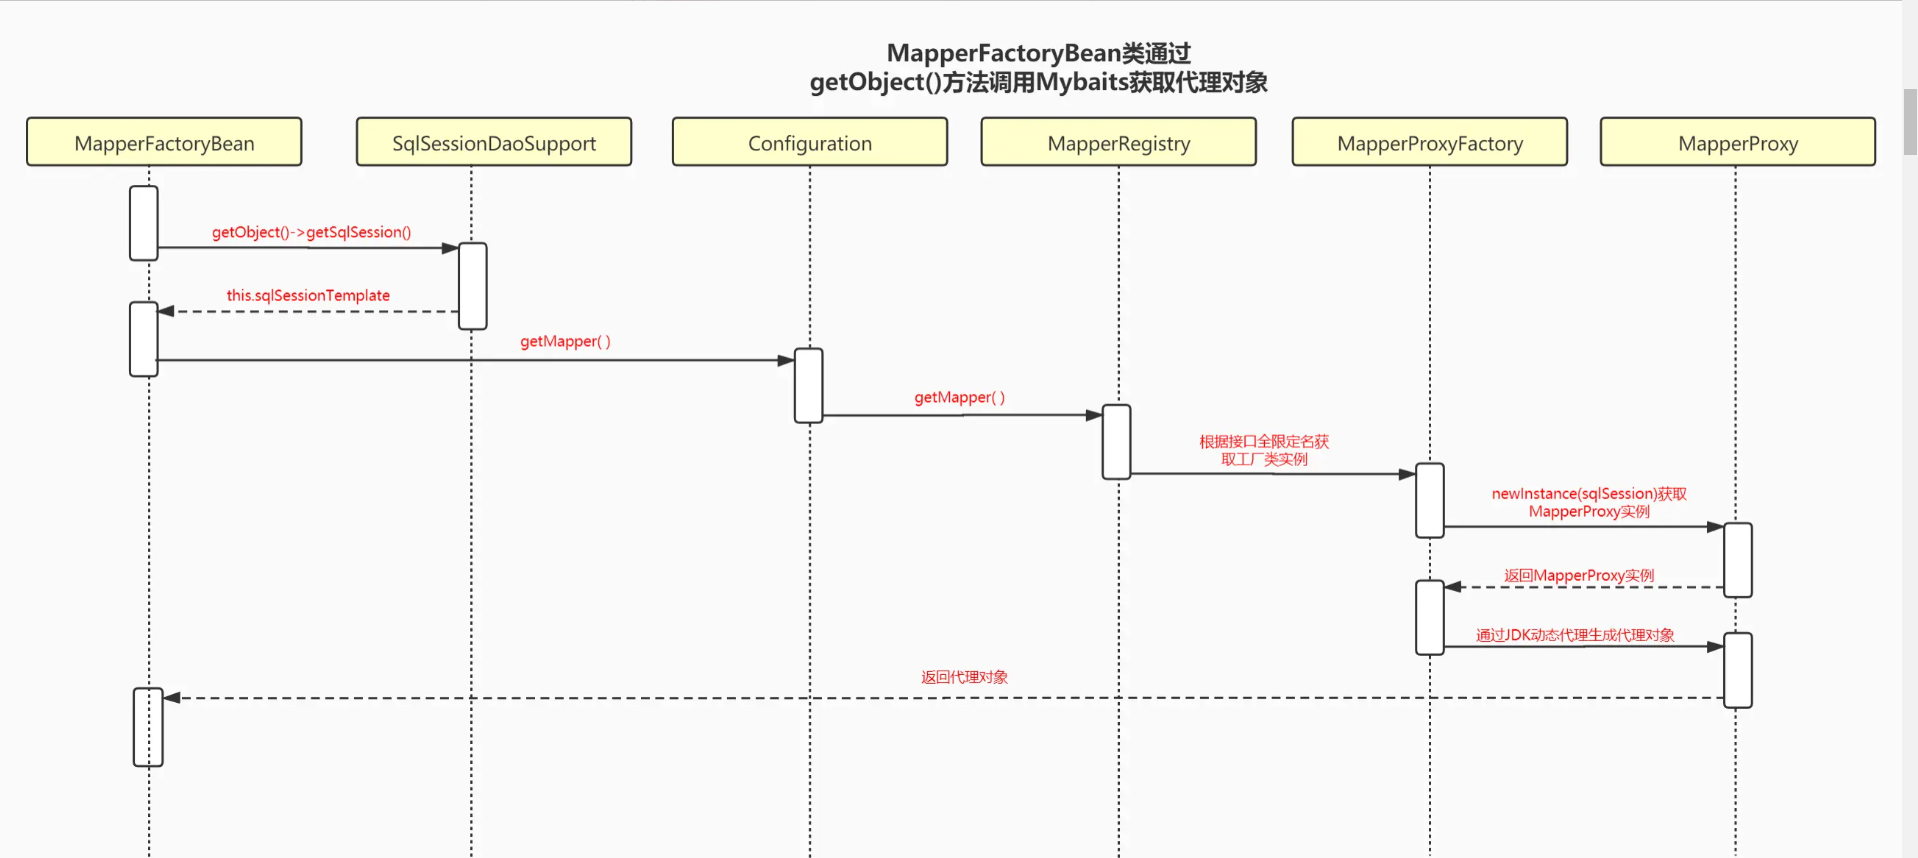 MapperFactoryBean类通过
getObject()方法调用Mybaits获取代理对象
MapperFactoryBean
SqlSessionDaoSupport
Configuration
MapperRegistry
MapperProxyFactory
MapperProxy
getObject()->getSqlSession()
this.sqlSessionTemplate
getMapper( )
getMapper( )
根据接口全限定名获
取工厂类实例
newInstance(sqlSession)获取
MapperProxy实例
返回MapperProxy实例
通过JDK动态代理生成代理对象
返回代理对象